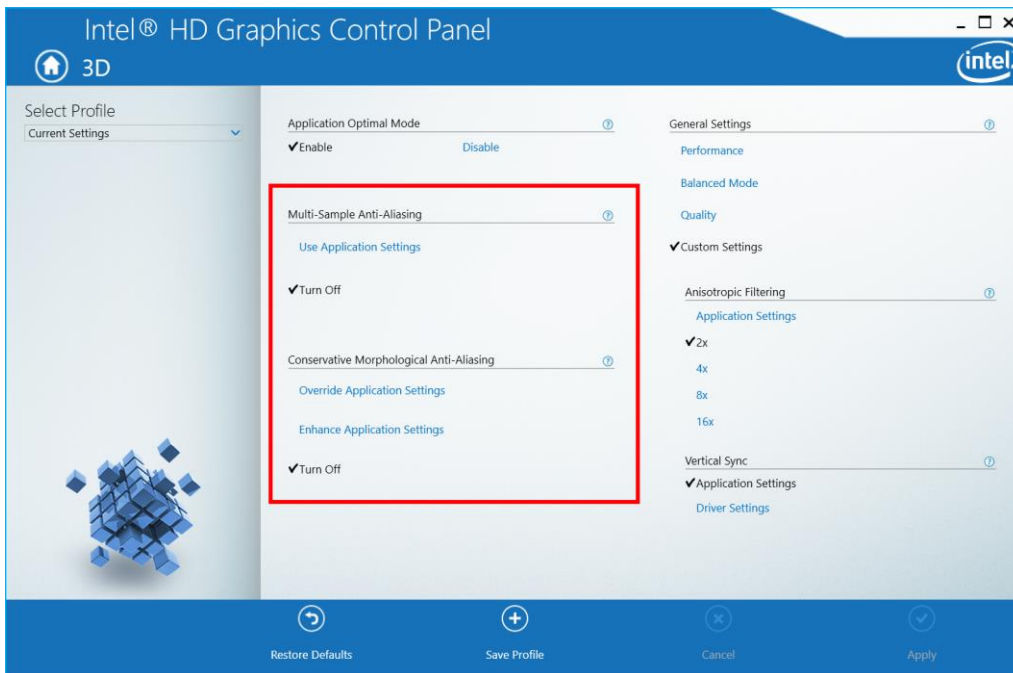 Intel® HD Graphics Control Panel
3D
intel
Select Profile
Current Settings
Application Optimal Mode
✔Enable
Disable
Multi-Sample Anti-Aliasing
Use Application Settings
✔Turn Off
Conservative Morphological Anti-Aliasing
Override Application Settings
Enhance Application Settings
✔Turn Off
General Settings
Performance
Balanced Mode
Quality
✔Custom Settings
Anisotropic Filtering
Application Settings
✔2x
4x
8x
16x
Vertical Sync
✔Application Settings
Driver Settings
Restore Defaults
Save Profile
Cancel
Apply